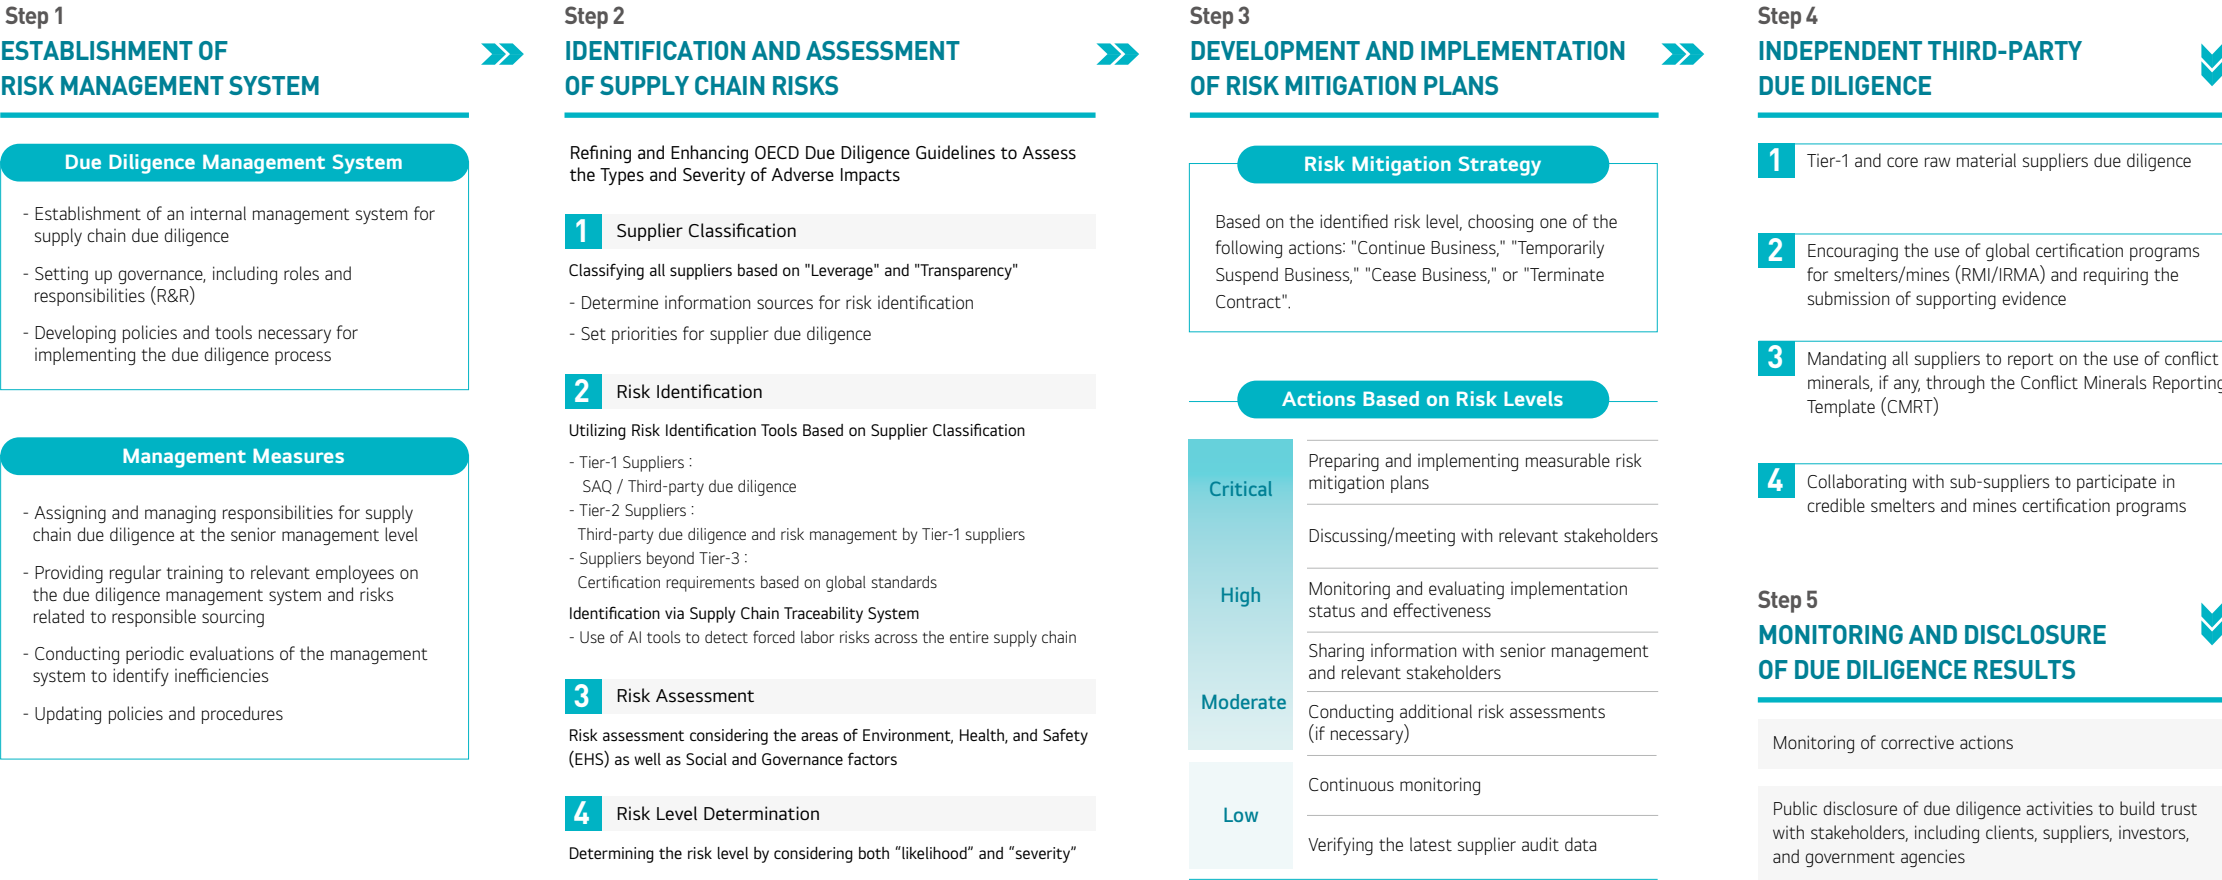 Step 1
ESTABLISHMENT OF
RISK MANAGEMENT SYSTEM
Due Diligence Management System
- Establishment of an internal management system for
supply chain due diligence
- Setting up governance, including roles and
responsibilities (R&R)
- Developing policies and tools necessary for
implementing the due diligence process
Management Measures
- Assigning and managing responsibilities for supply
chain due diligence at the senior management level
- Providing regular training to relevant employees on
the due diligence management system and risks
related to responsible sourcing
- Conducting periodic evaluations of the management
system to identify inefficiencies
- Updating policies and procedures
Step 2
IDENTIFICATION AND ASSESSMENT
OF SUPPLY CHAIN RISKS
Refining and Enhancing OECD Due Diligence Guidelines to Assess
the Types and Severity of Adverse Impacts
1 Supplier Classification
Classifying all suppliers based on "Leverage" and "Transparency"
- Determine information sources for risk identification
- Set priorities for supplier due diligence
2 Risk Identification
Utilizing Risk Identification Tools Based on Supplier Classification
- Tier-1 Suppliers :
SAQ / Third-party due diligence
- Tier-2 Suppliers :
Third-party due diligence and risk management by Tier-1 suppliers
- Suppliers beyond Tier-3 :
Certification requirements based on global standards
Identification via Supply Chain Traceability System
- Use of AI tools to detect forced labor risks across the entire supply chain
3 Risk Assessment
Risk assessment considering the areas of Environment, Health, and Safety
(EHS) as well as Social and Governance factors
4 Risk Level Determination
Determining the risk level by considering both “likelihood” and “severity”
Step 3
DEVELOPMENT AND IMPLEMENTATION
OF RISK MITIGATION PLANS
Risk Mitigation Strategy
Based on the identified risk level, choosing one of the
following actions: "Continue Business," "Temporarily
Suspend Business," "Cease Business," or "Terminate
Contract".
Actions Based on Risk Levels
Critical
High
Moderate
Preparing and implementing measurable risk
mitigation plans
Discussing/meeting with relevant stakeholders
Monitoring and evaluating implementation
status and effectiveness
Sharing information with senior management
and relevant stakeholders
Conducting additional risk assessments
(if necessary)
Low
Continuous monitoring
Verifying the latest supplier audit data
Step 4
INDEPENDENT THIRD-PARTY
DUE DILIGENCE
1 Tier-1 and core raw material suppliers due diligence
2 Encouraging the use of global certification programs
for smelters/mines (RMI/IRMA) and requiring the
submission of supporting evidence
3 Mandating all suppliers to report on the use of conflict
minerals, if any, through the Conflict Minerals Reporting
Template (CMRT)
4 Collaborating with sub-suppliers to participate in
credible smelters and mines certification programs
Step 5
MONITORING AND DISCLOSURE
OF DUE DILIGENCE RESULTS
Monitoring of corrective actions
Public disclosure of due diligence activities to build trust
with stakeholders, including clients, suppliers, investors,
and government agencies